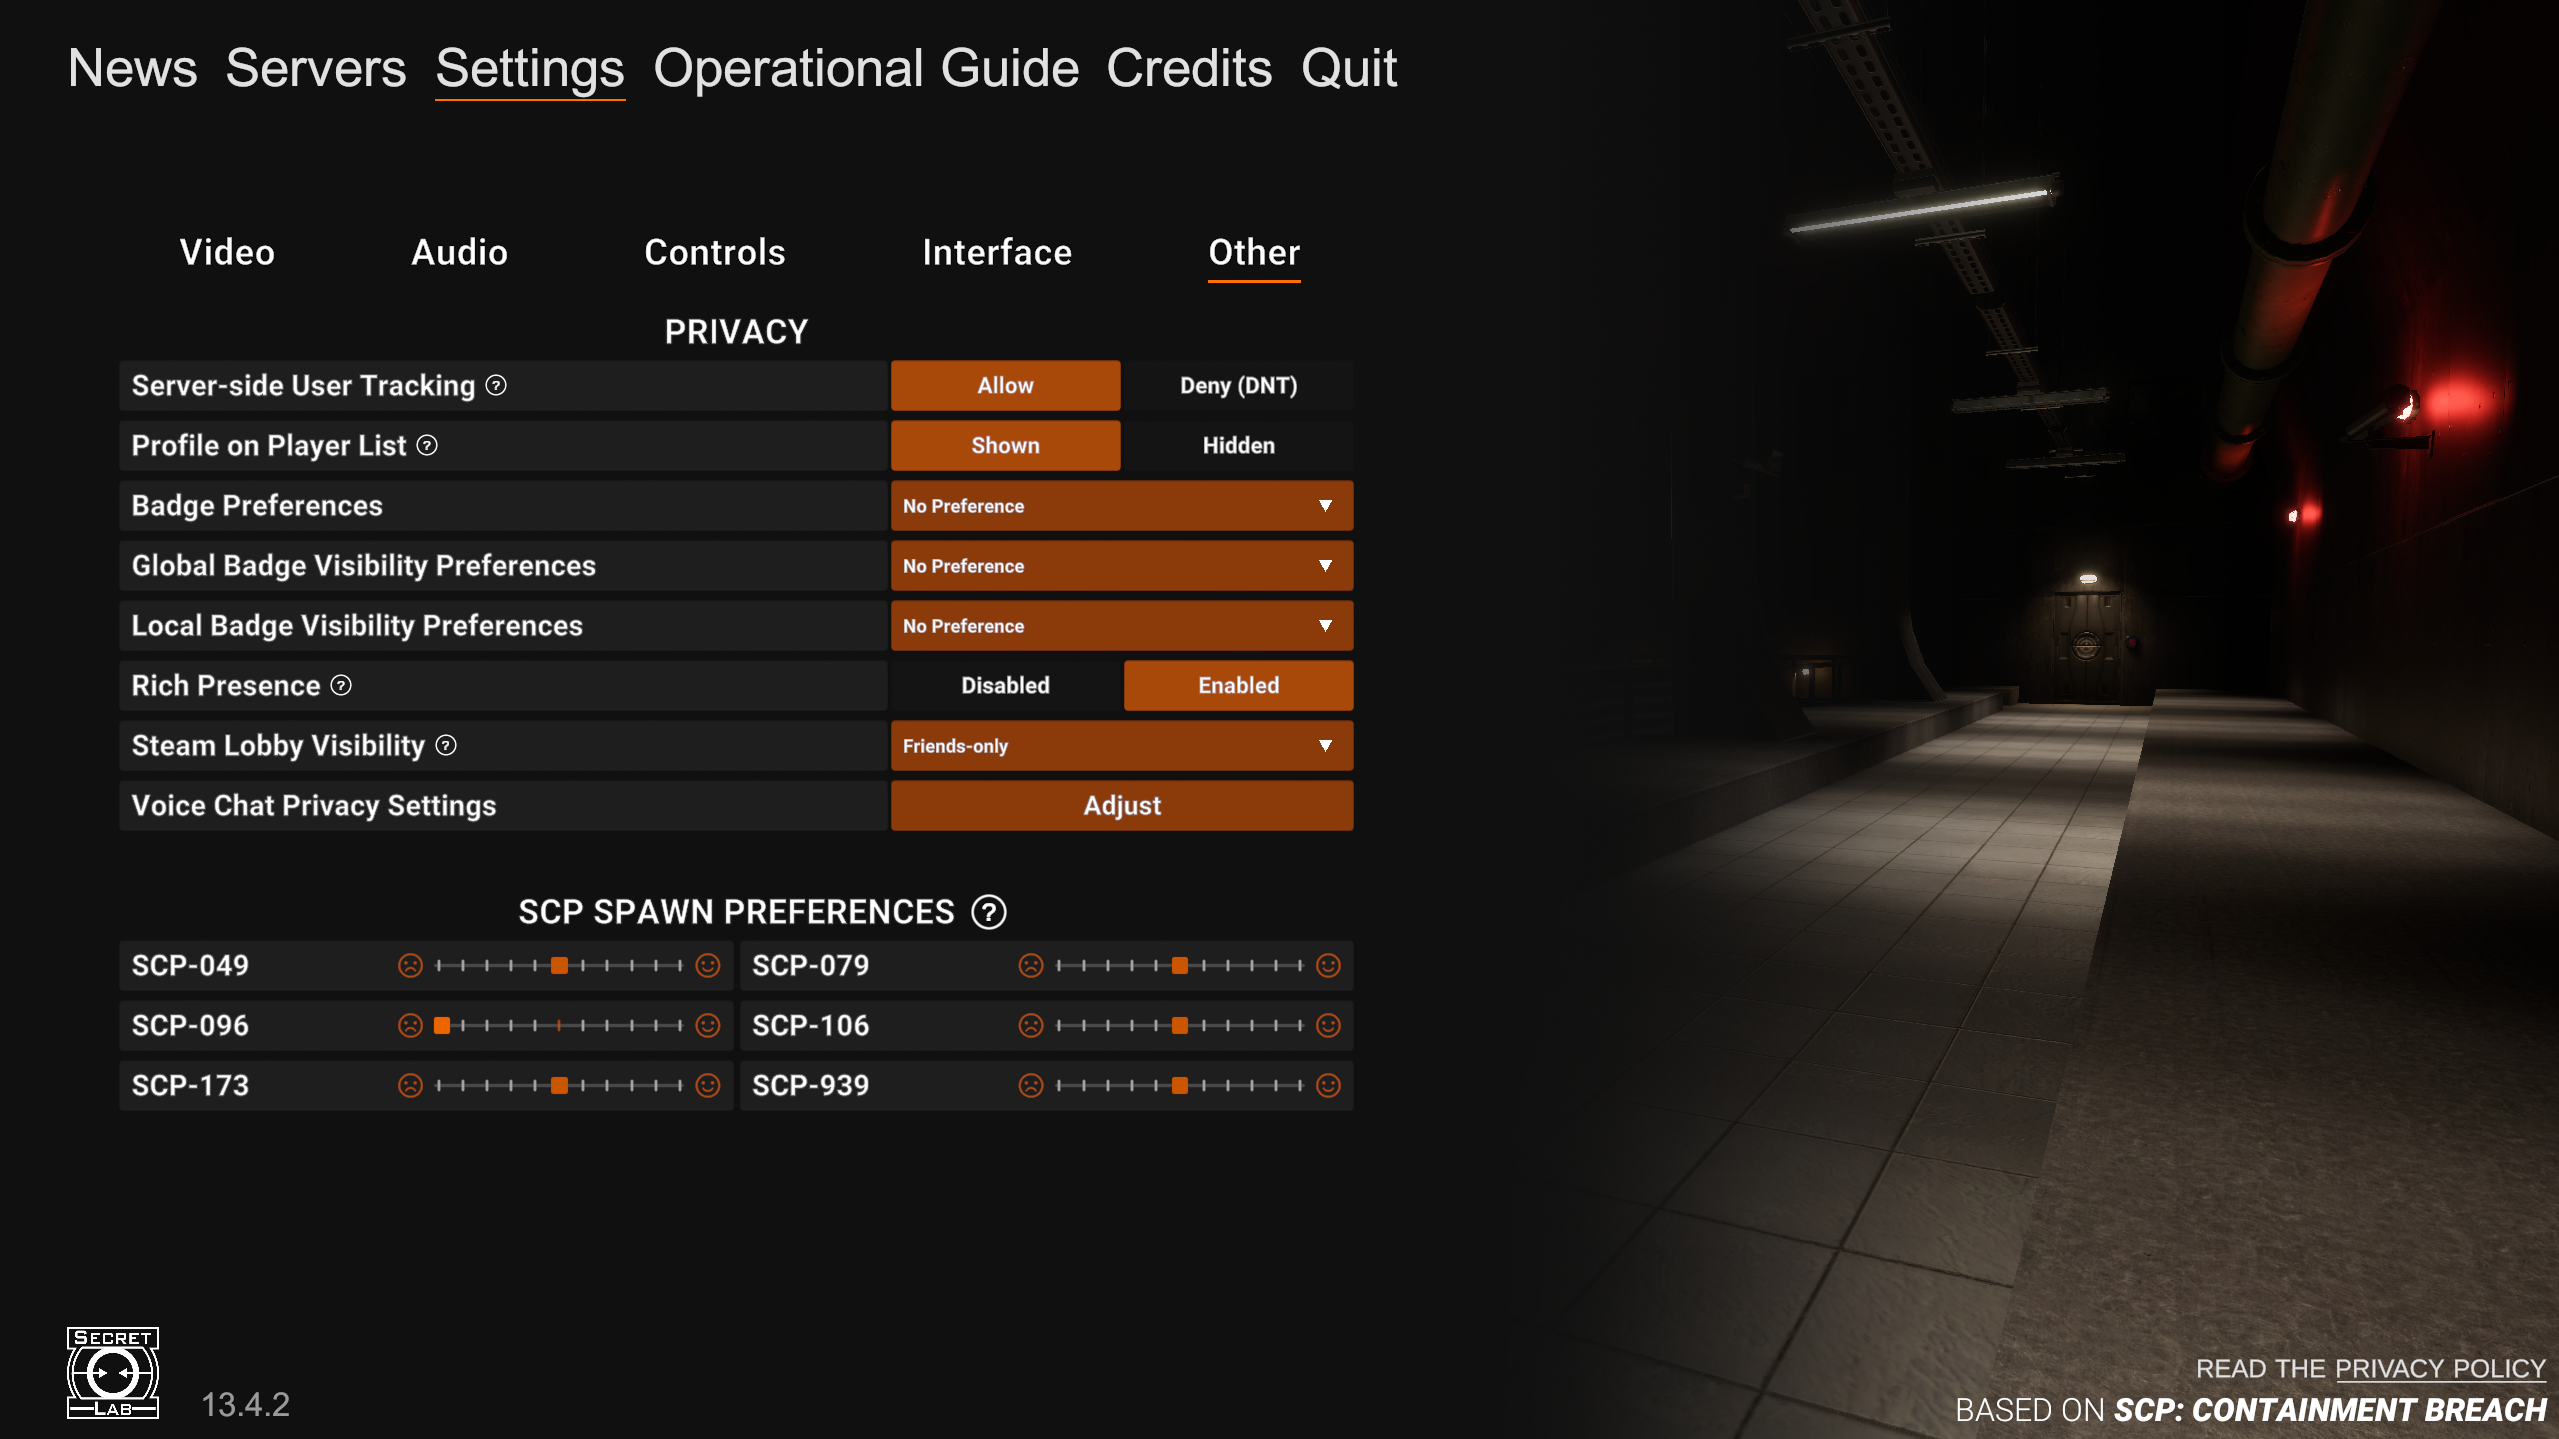 News Servers Settings Operational Guide Credits Quit
Video Audio Controls Interface Other
PRIVACY
Server-side User Tracking ? Allow Deny (DNT)
Profile on Player List ? Shown Hidden
Badge Preferences No Preference
Global Badge Visibility Preferences No Preference
Local Badge Visibility Preferences No Preference
Rich Presence ? Disabled Enabled
Steam Lobby Visibility ? Friends-only
Voice Chat Privacy Settings Adjust
SCP SPAWN PREFERENCES ?
SCP-049 SCP-079
SCP-096 SCP-106
SCP-173 SCP-939
SECRET
LAB
13.4.2
READ THE PRIVACY POLICY
BASED ON SCP: CONTAINMENT BREACH